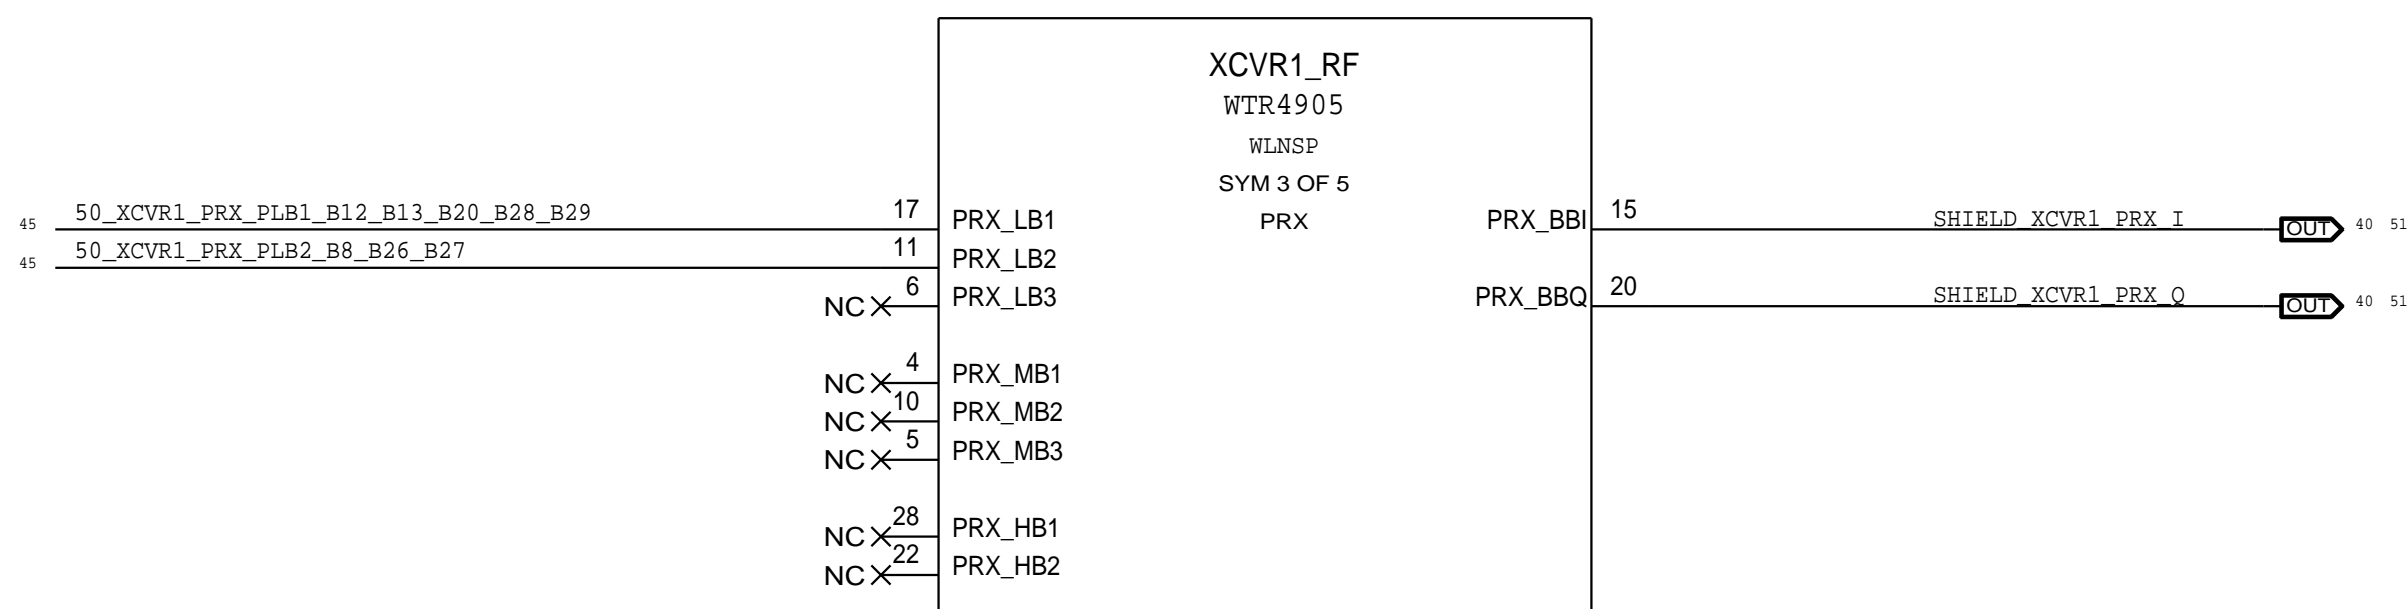 XCVR1_RF
WTR4905
WLNSP
SYM 3 OF 5
PRX
45 50_XCVR1_PRX_PLB1_B12_B13_B20_B28_B29 17 PRX_LB1 PRX_BBI 15 SHIELD_XCVR1_PRX_I OUT 40 51
45 50_XCVR1_PRX_PLB2_B8_B26_B27 11 PRX_LB2
NC 6 PRX_LB3 PRX_BBQ 20 SHIELD_XCVR1_PRX_Q OUT 40 51
NC 4 PRX_MB1
NC 10 PRX_MB2
NC 5 PRX_MB3
NC 28 PRX_HB1
NC 22 PRX_HB2